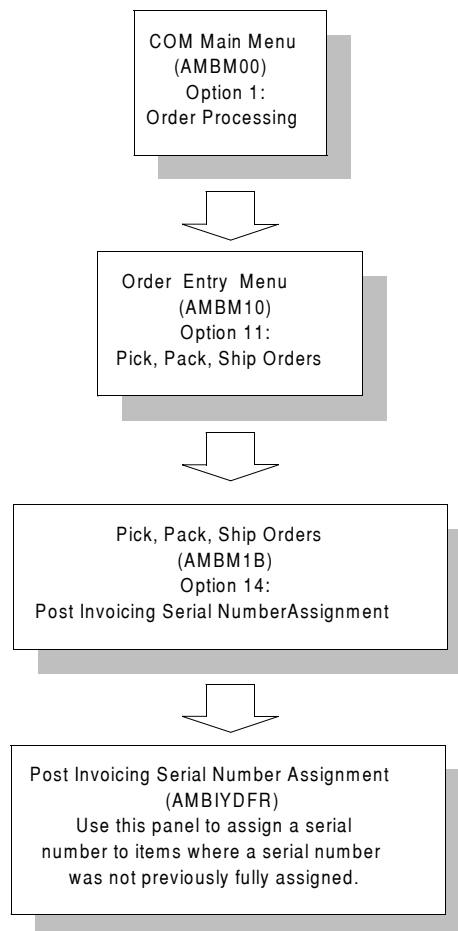 COM Main Menu
(AMBM00)
Option 1:
Order Processing
Order Entry Menu
(AMBM10)
Option 11:
Pick, Pack, Ship Orders
Pick, Pack, Ship Orders
(AMBM1B)
Option 14:
Post Invoicing Serial NumberAssignment
Post Invoicing Serial Number Assignment
(AMBIYDFR)
Use this panel to assign a serial
number to items where a serial number
was not previously fully assigned.